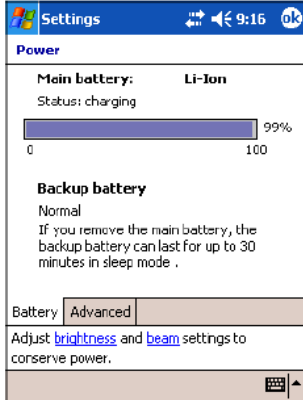 Settings 9:16 ok
Power
Main battery: Li-Ion
Status: charging
99%
0 100
Backup battery
Normal
If you remove the main battery, the
backup battery can last for up to 30
minutes in sleep mode .
Battery Advanced
Adjust brightness and beam settings to
conserve power.